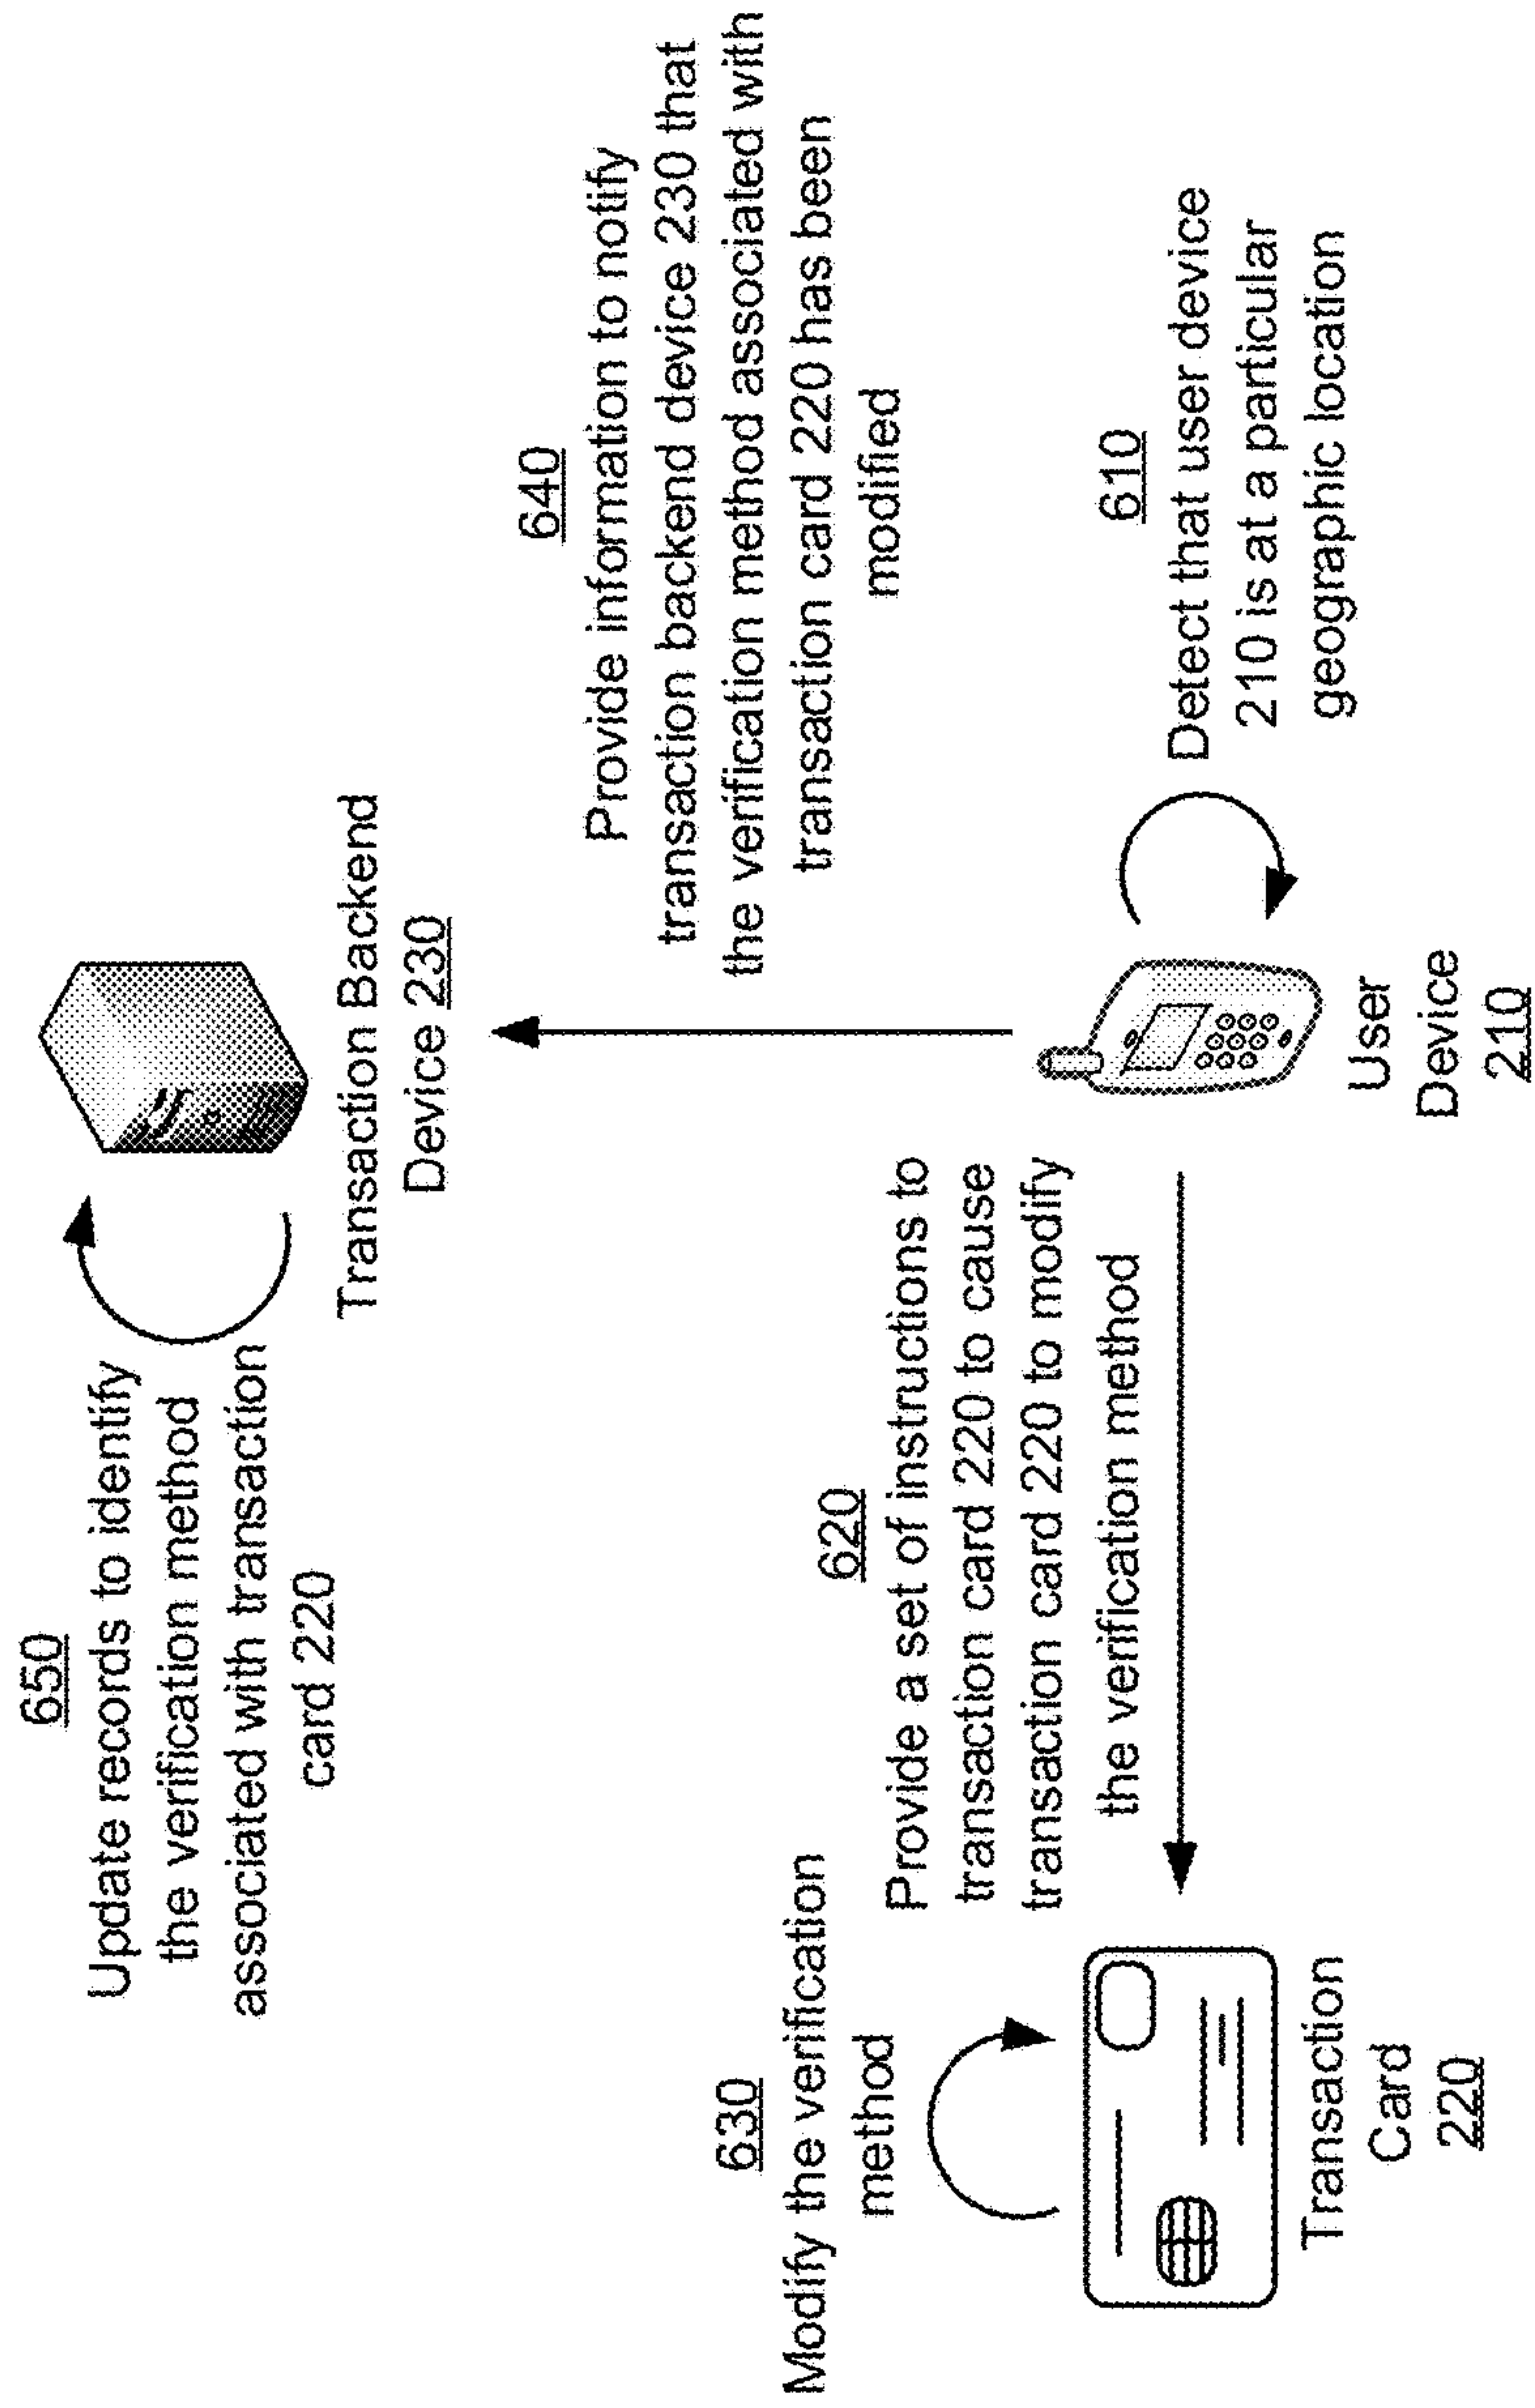 650
Update records to identify
the verification method
associated with transaction
card 220
Transaction Backend
Device 230
640
Provide information to notify
transaction backend device 230 that
the verification method associated with
transaction card 220 has been
modified
630
Modify the verification
method
620
Provide a set of instructions to
transaction card 220 to cause
transaction card 220 to modify
the verification method
610
Detect that user device
210 is at a particular
geographic location
Transaction
Card
220
User
Device
210